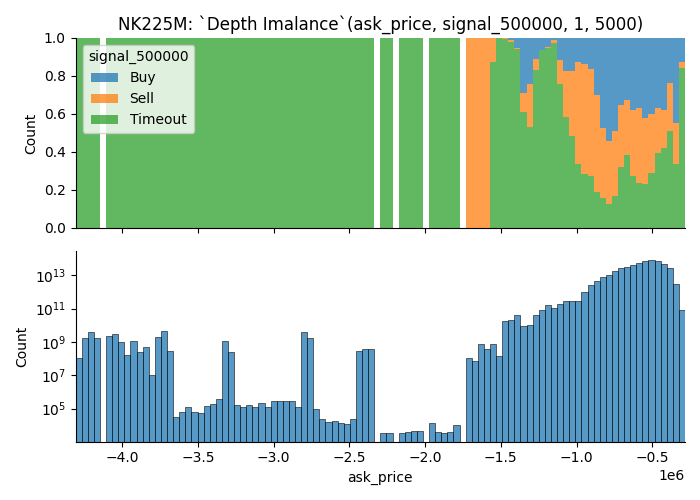 NK225M: `Depth Imalance`(ask_price, signal_500000, 1, 5000)
1.0
0.8
0.6
0.4
0.2
0.0
Count
signal_500000
Buy
Sell
Timeout
10^13
10^11
10^9
10^7
10^5
Count
−4.0 −3.5 −3.0 −2.5 −2.0 −1.5 −1.0 −0.5
1e6
ask_price